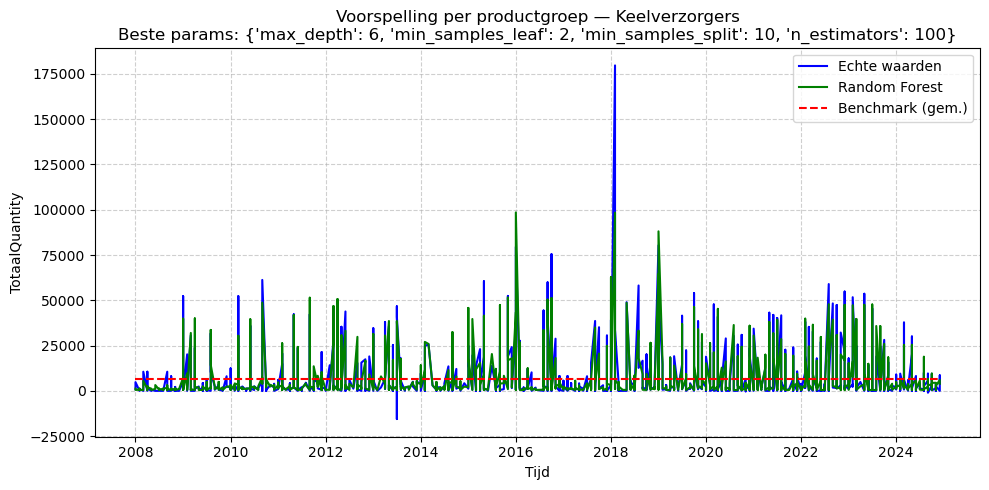 Voorspelling per productgroep — Keelverzorgers
Beste params: {'max_depth': 6, 'min_samples_leaf': 2, 'min_samples_split': 10, 'n_estimators': 100}
Echte waarden
Random Forest
Benchmark (gem.)
TotaalQuantity
175000
150000
125000
100000
75000
50000
25000
0
−25000
2008
2010
2012
2014
2016
2018
2020
2022
2024
Tijd